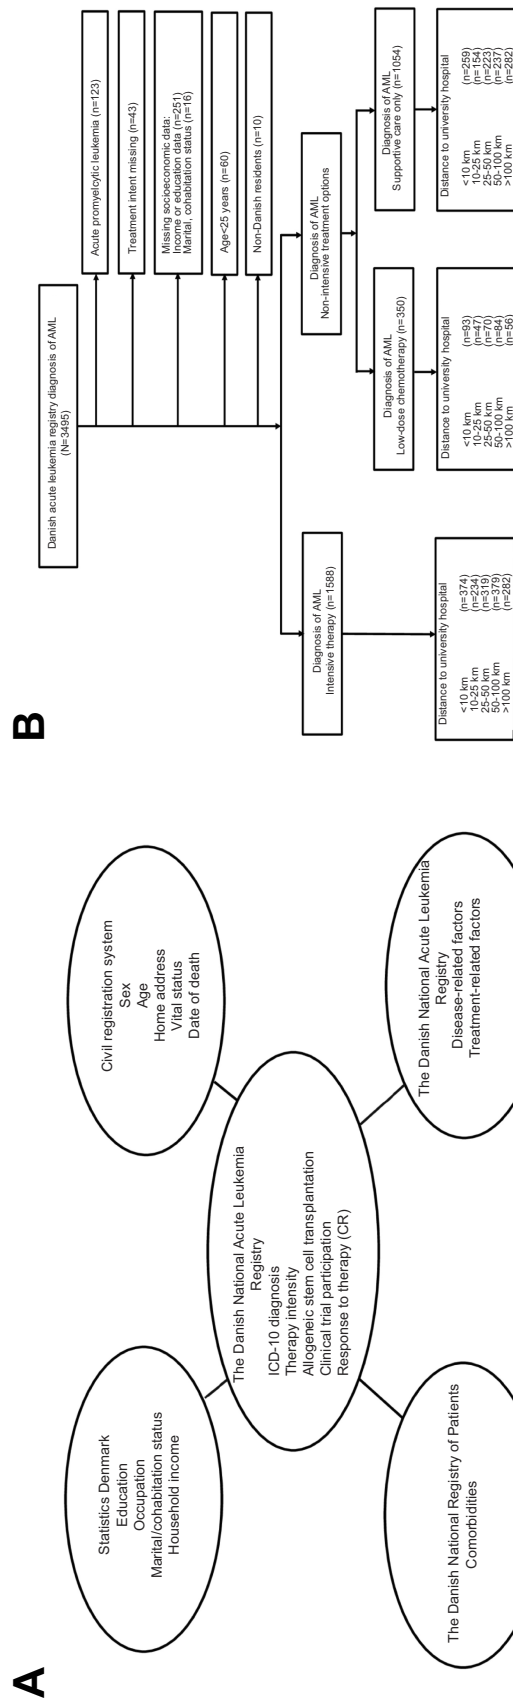 A
Statistics Denmark
Education
Occupation
Marital/cohabitation status
Household income
Civil registration system
Sex
Age
Home address
Vital status
Date of death
The Danish National Acute Leukemia
Registry
ICD-10 diagnosis
Therapy intensity
Allogeneic stem cell transplantation
Clinical trial participation
Response to therapy (CR)
The Danish National Registry of Patients
Comorbidities
The Danish National Acute Leukemia
Registry
Disease-related factors
Treatment-related factors
B
Danish acute leukemia registry diagnosis of AML
(N=3495)
Acute promyelcytic leukemia (n=123)
Treatment intent missing (n=43)
Missing socioeconomic data:
Income or education data (n=251)
Marital, cohabitation status (n=16)
Age<25 years (n=60)
Non-Danish residents (n=10)
Diagnosis of AML
Intensive therapy (n=1588)
Diagnosis of AML
Non-intensive treatment options
Diagnosis of AML
Low-dose chemotherapy (n=350)
Diagnosis of AML
Supportive care only (n=1054)
Distance to university hospital
<10 km (n=374)
10-25 km (n=234)
25-50 km (n=319)
50-100 km (n=379)
>100 km (n=282)
Distance to university hospital
<10 km (n=93)
10-25 km (n=47)
25-50 km (n=70)
50-100 km (n=84)
>100 km (n=56)
Distance to university hospital
<10 km (n=259)
10-25 km (n=154)
25-50 km (n=223)
50-100 km (n=237)
>100 km (n=282)